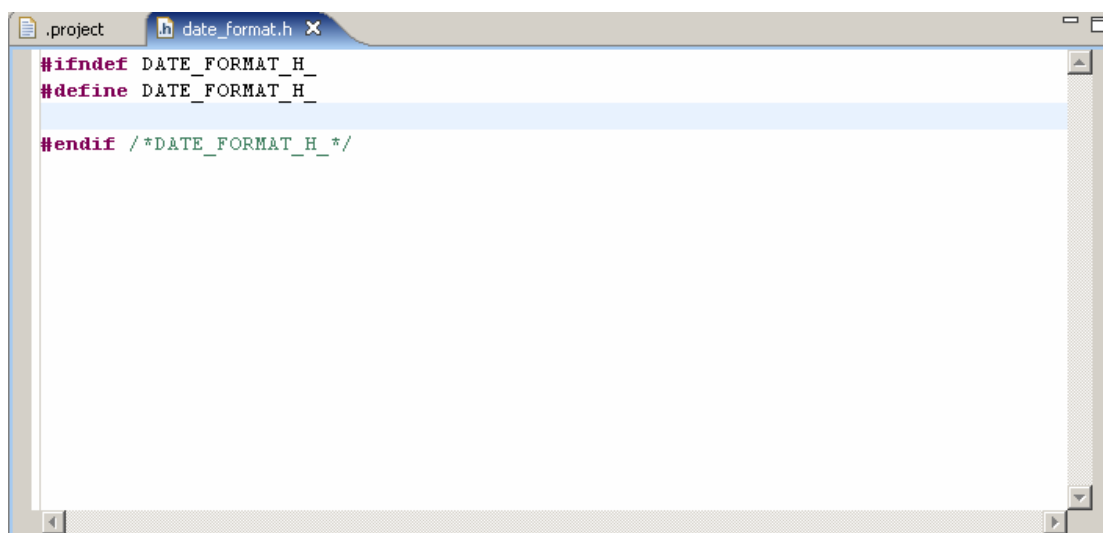 .project
.h date_format.h
#ifndef DATE_FORMAT_H_
#define DATE_FORMAT_H_
#endif /*DATE_FORMAT_H_*/